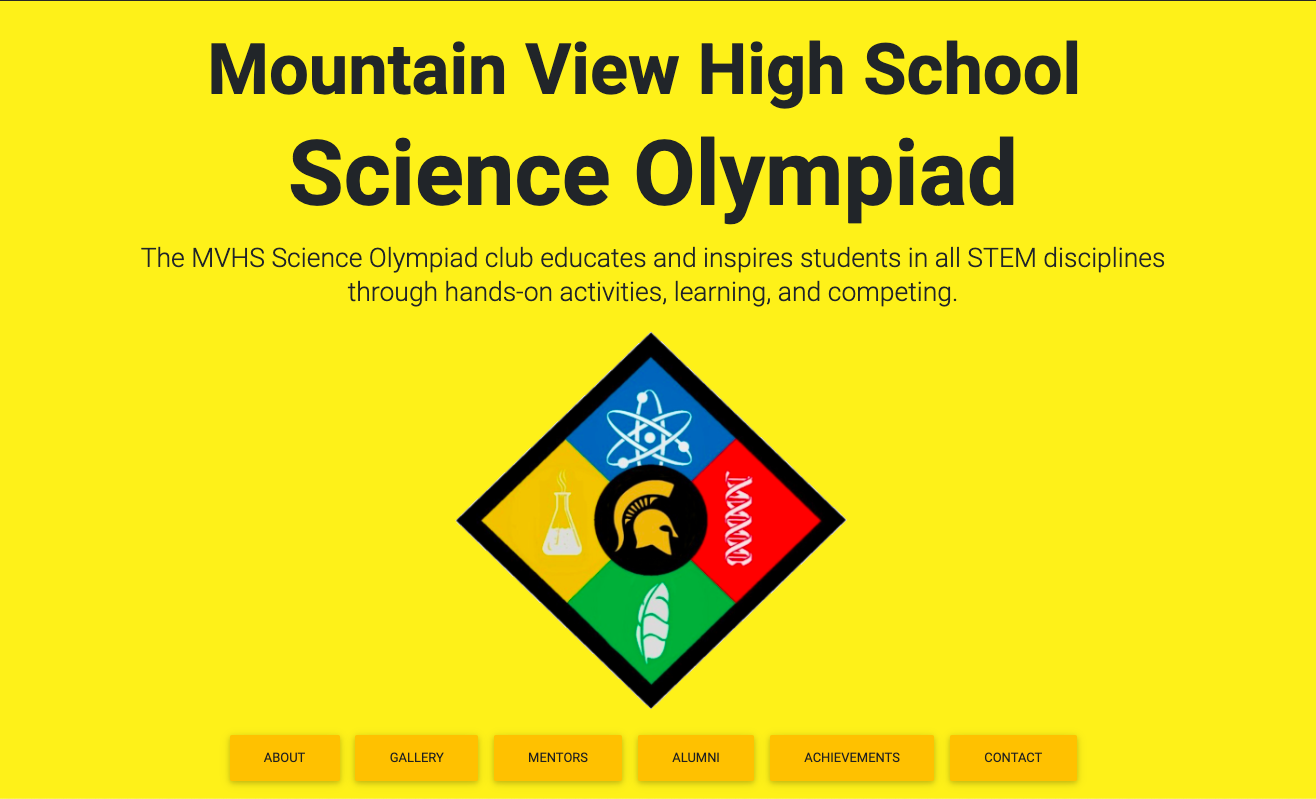 Mountain View High School
Science Olympiad
The MVHS Science Olympiad club educates and inspires students in all STEM disciplines
through hands-on activities, learning, and competing.
ABOUT GALLERY MENTORS ALUMNI ACHIEVEMENTS CONTACT